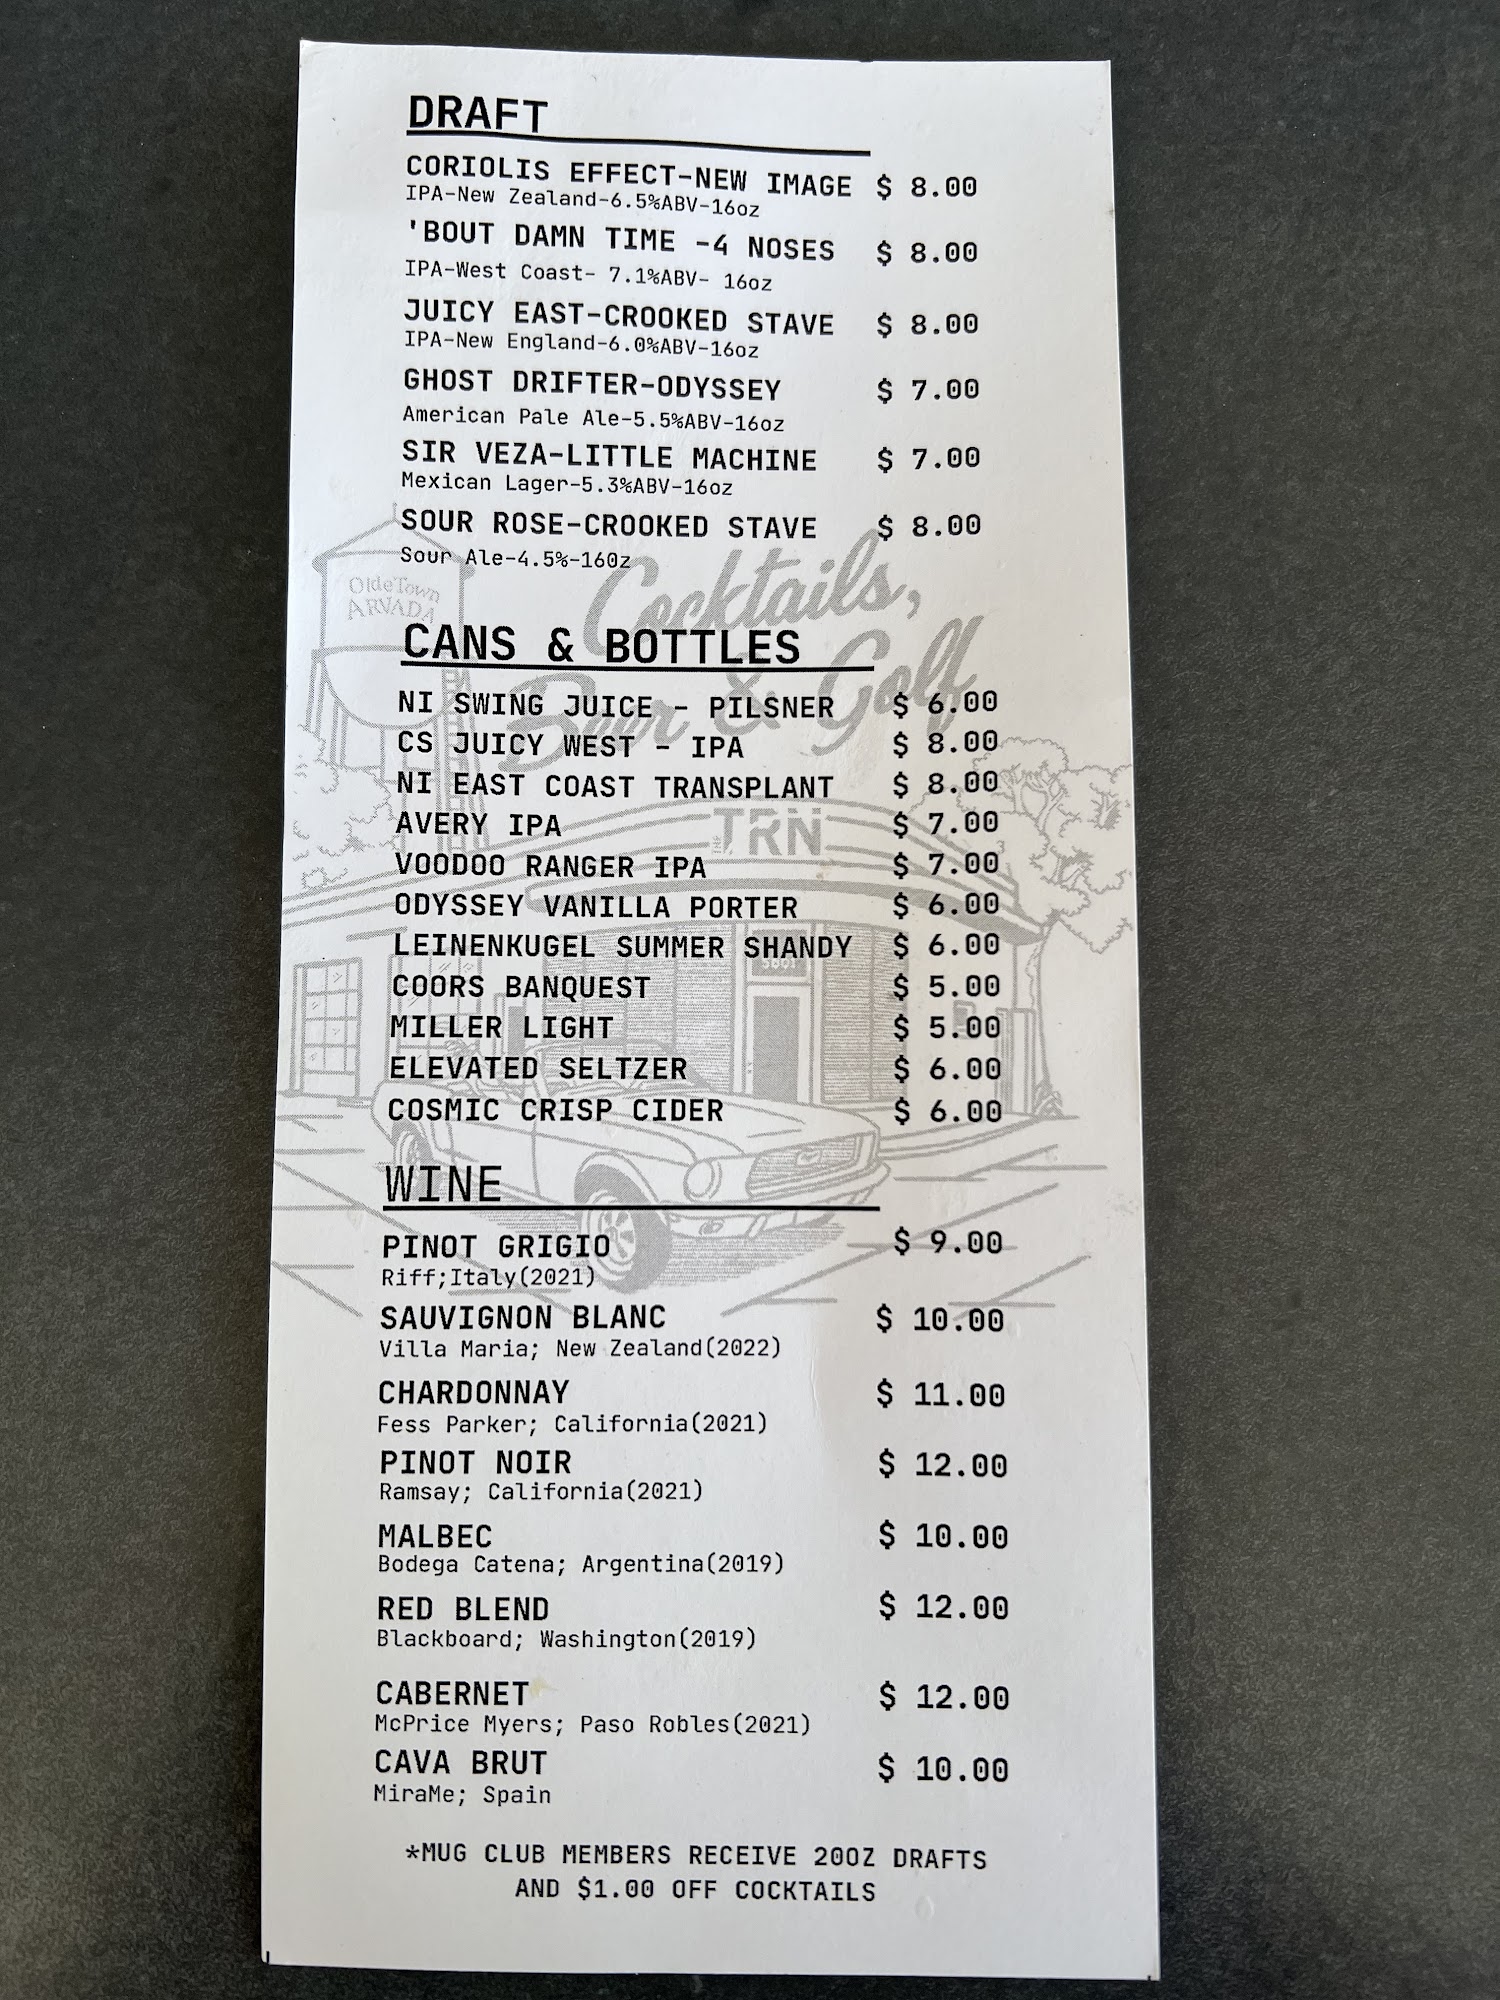 DRAFT
CORIOLIS EFFECT-NEW IMAGE $ 8.00
IPA-New Zealand-6.5%ABV-16oz
'BOUT DAMN TIME -4 NOSES $ 8.00
IPA-West Coast- 7.1%ABV- 16oz
JUICY EAST-CROOKED STAVE $ 8.00
IPA-New England-6.0%ABV-16oz
GHOST DRIFTER-ODYSSEY $ 7.00
American Pale Ale-5.5%ABV-16oz
SIR VEZA-LITTLE MACHINE $ 7.00
Mexican Lager-5.3%ABV-16oz
SOUR ROSE-CROOKED STAVE $ 8.00
Sour Ale-4.5%-160z
Olde Town
ARVADA
Cocktails,
Beer & Golf
CANS & BOTTLES
NI SWING JUICE - PILSNER $ 6.00
CS JUICY WEST - IPA $ 8.00
NI EAST COAST TRANSPLANT $ 8.00
THE TRN
AVERY IPA $ 7.00
VOODOO RANGER IPA $ 7.00
ODYSSEY VANILLA PORTER $ 6.00
LEINENKUGEL SUMMER SHANDY $ 6.00
COORS BANQUEST $ 5.00
MILLER LIGHT $ 5.00
ELEVATED SELTZER $ 6.00
COSMIC CRISP CIDER $ 6.00
WINE
PINOT GRIGIO $ 9.00
Riff;Italy(2021)
SAUVIGNON BLANC $ 10.00
Villa Maria; New Zealand(2022)
CHARDONNAY $ 11.00
Fess Parker; California(2021)
PINOT NOIR $ 12.00
Ramsay; California(2021)
MALBEC $ 10.00
Bodega Catena; Argentina(2019)
RED BLEND $ 12.00
Blackboard; Washington(2019)
CABERNET $ 12.00
McPrice Myers; Paso Robles(2021)
CAVA BRUT $ 10.00
MiraMe; Spain
*MUG CLUB MEMBERS RECEIVE 20OZ DRAFTS
AND $1.00 OFF COCKTAILS